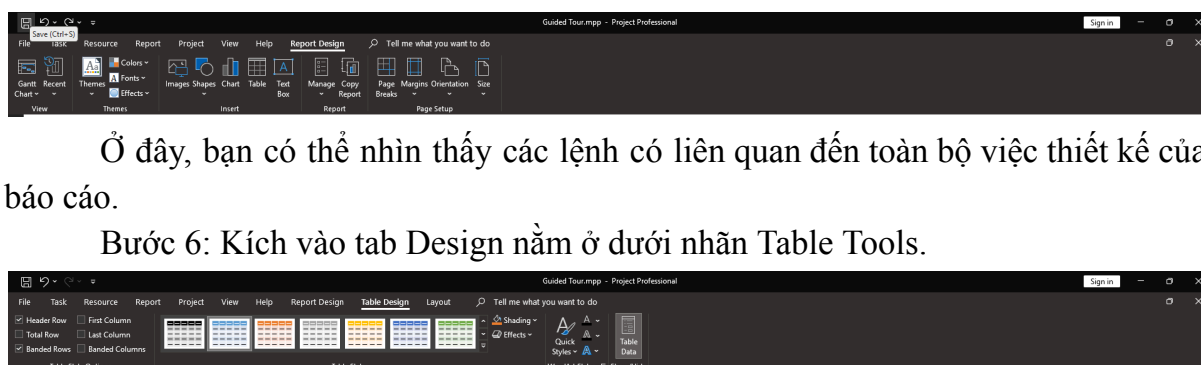 Guided Tour.mpp - Project Professional
Sign in
Save (Ctrl+S)
File Task Resource Report Project View Help Report Design Tell me what you want to do
Gantt Chart Recent Themes Colors Fonts Effects Images Shapes Chart Table Text Box Manage Copy Report Page Breaks Margins Orientation Size
View Themes Insert Report Page Setup
Ở đây, bạn có thể nhìn thấy các lệnh có liên quan đến toàn bộ việc thiết kế của
báo cáo.
Bước 6: Kích vào tab Design nằm ở dưới nhãn Table Tools.
Guided Tour.mpp - Project Professional
Sign in
File Task Resource Report Project View Help Report Design Table Design Layout Tell me what you want to do
Header Row First Column Shading
Total Row Last Column Effects Quick Styles Table Data
Banded Rows Banded Columns